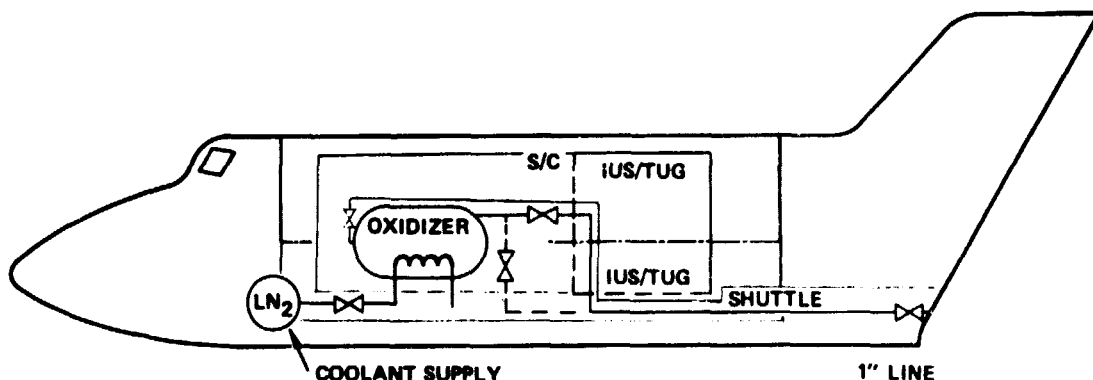 S/C
IUS/TUG
OXIDIZER
IUS/TUG
LN2
SHUTTLE
COOLANT SUPPLY
1" LINE